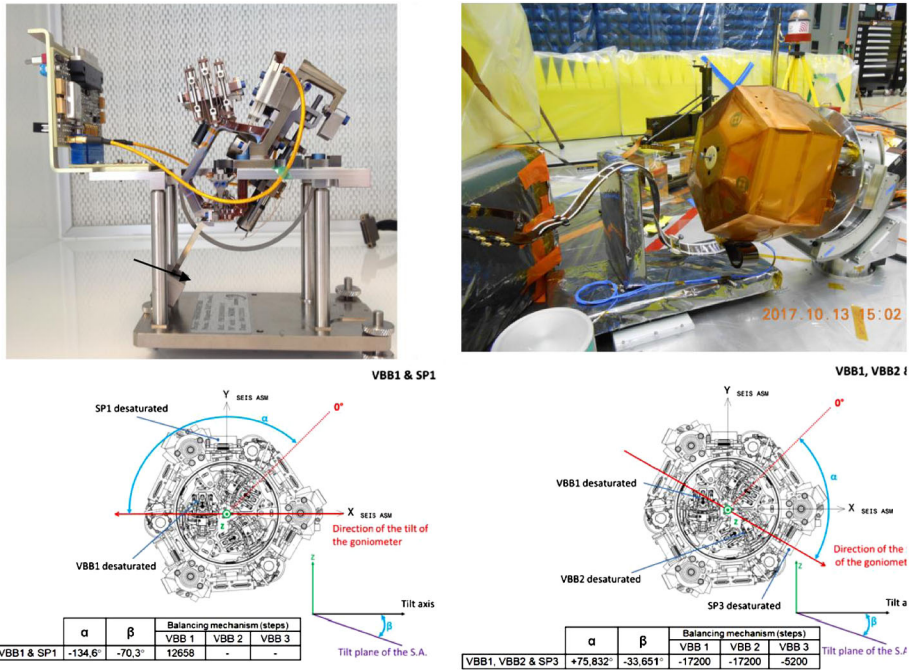 2017.10.13 15:02
VBB1 & SP1
SP1 desaturated
Y SEIS ASM
0°
α
X SEIS ASM
z
Direction of the tilt of
the goniometer
VBB1 desaturated
z
Tilt axis
β
Tilt plane of the S.A.
α β Balancing mechanism (steps)
VBB 1 VBB 2 VBB 3
VBB1 & SP1 -134,6° -70,3° 12658 - -
VBB1, VBB2 &
Y SEIS ASM
0°
α
VBB1 desaturated
X SEIS ASM
z
Direction of the
of the goniomet
VBB2 desaturated
SP3 desaturated
z
Tilt a
β
Tilt plane of the S.A.
α β Balancing mechanism (steps)
VBB 1 VBB 2 VBB 3
VBB1, VBB2 & SP3 +75,832° -33,651° -17200 -17200 -5200